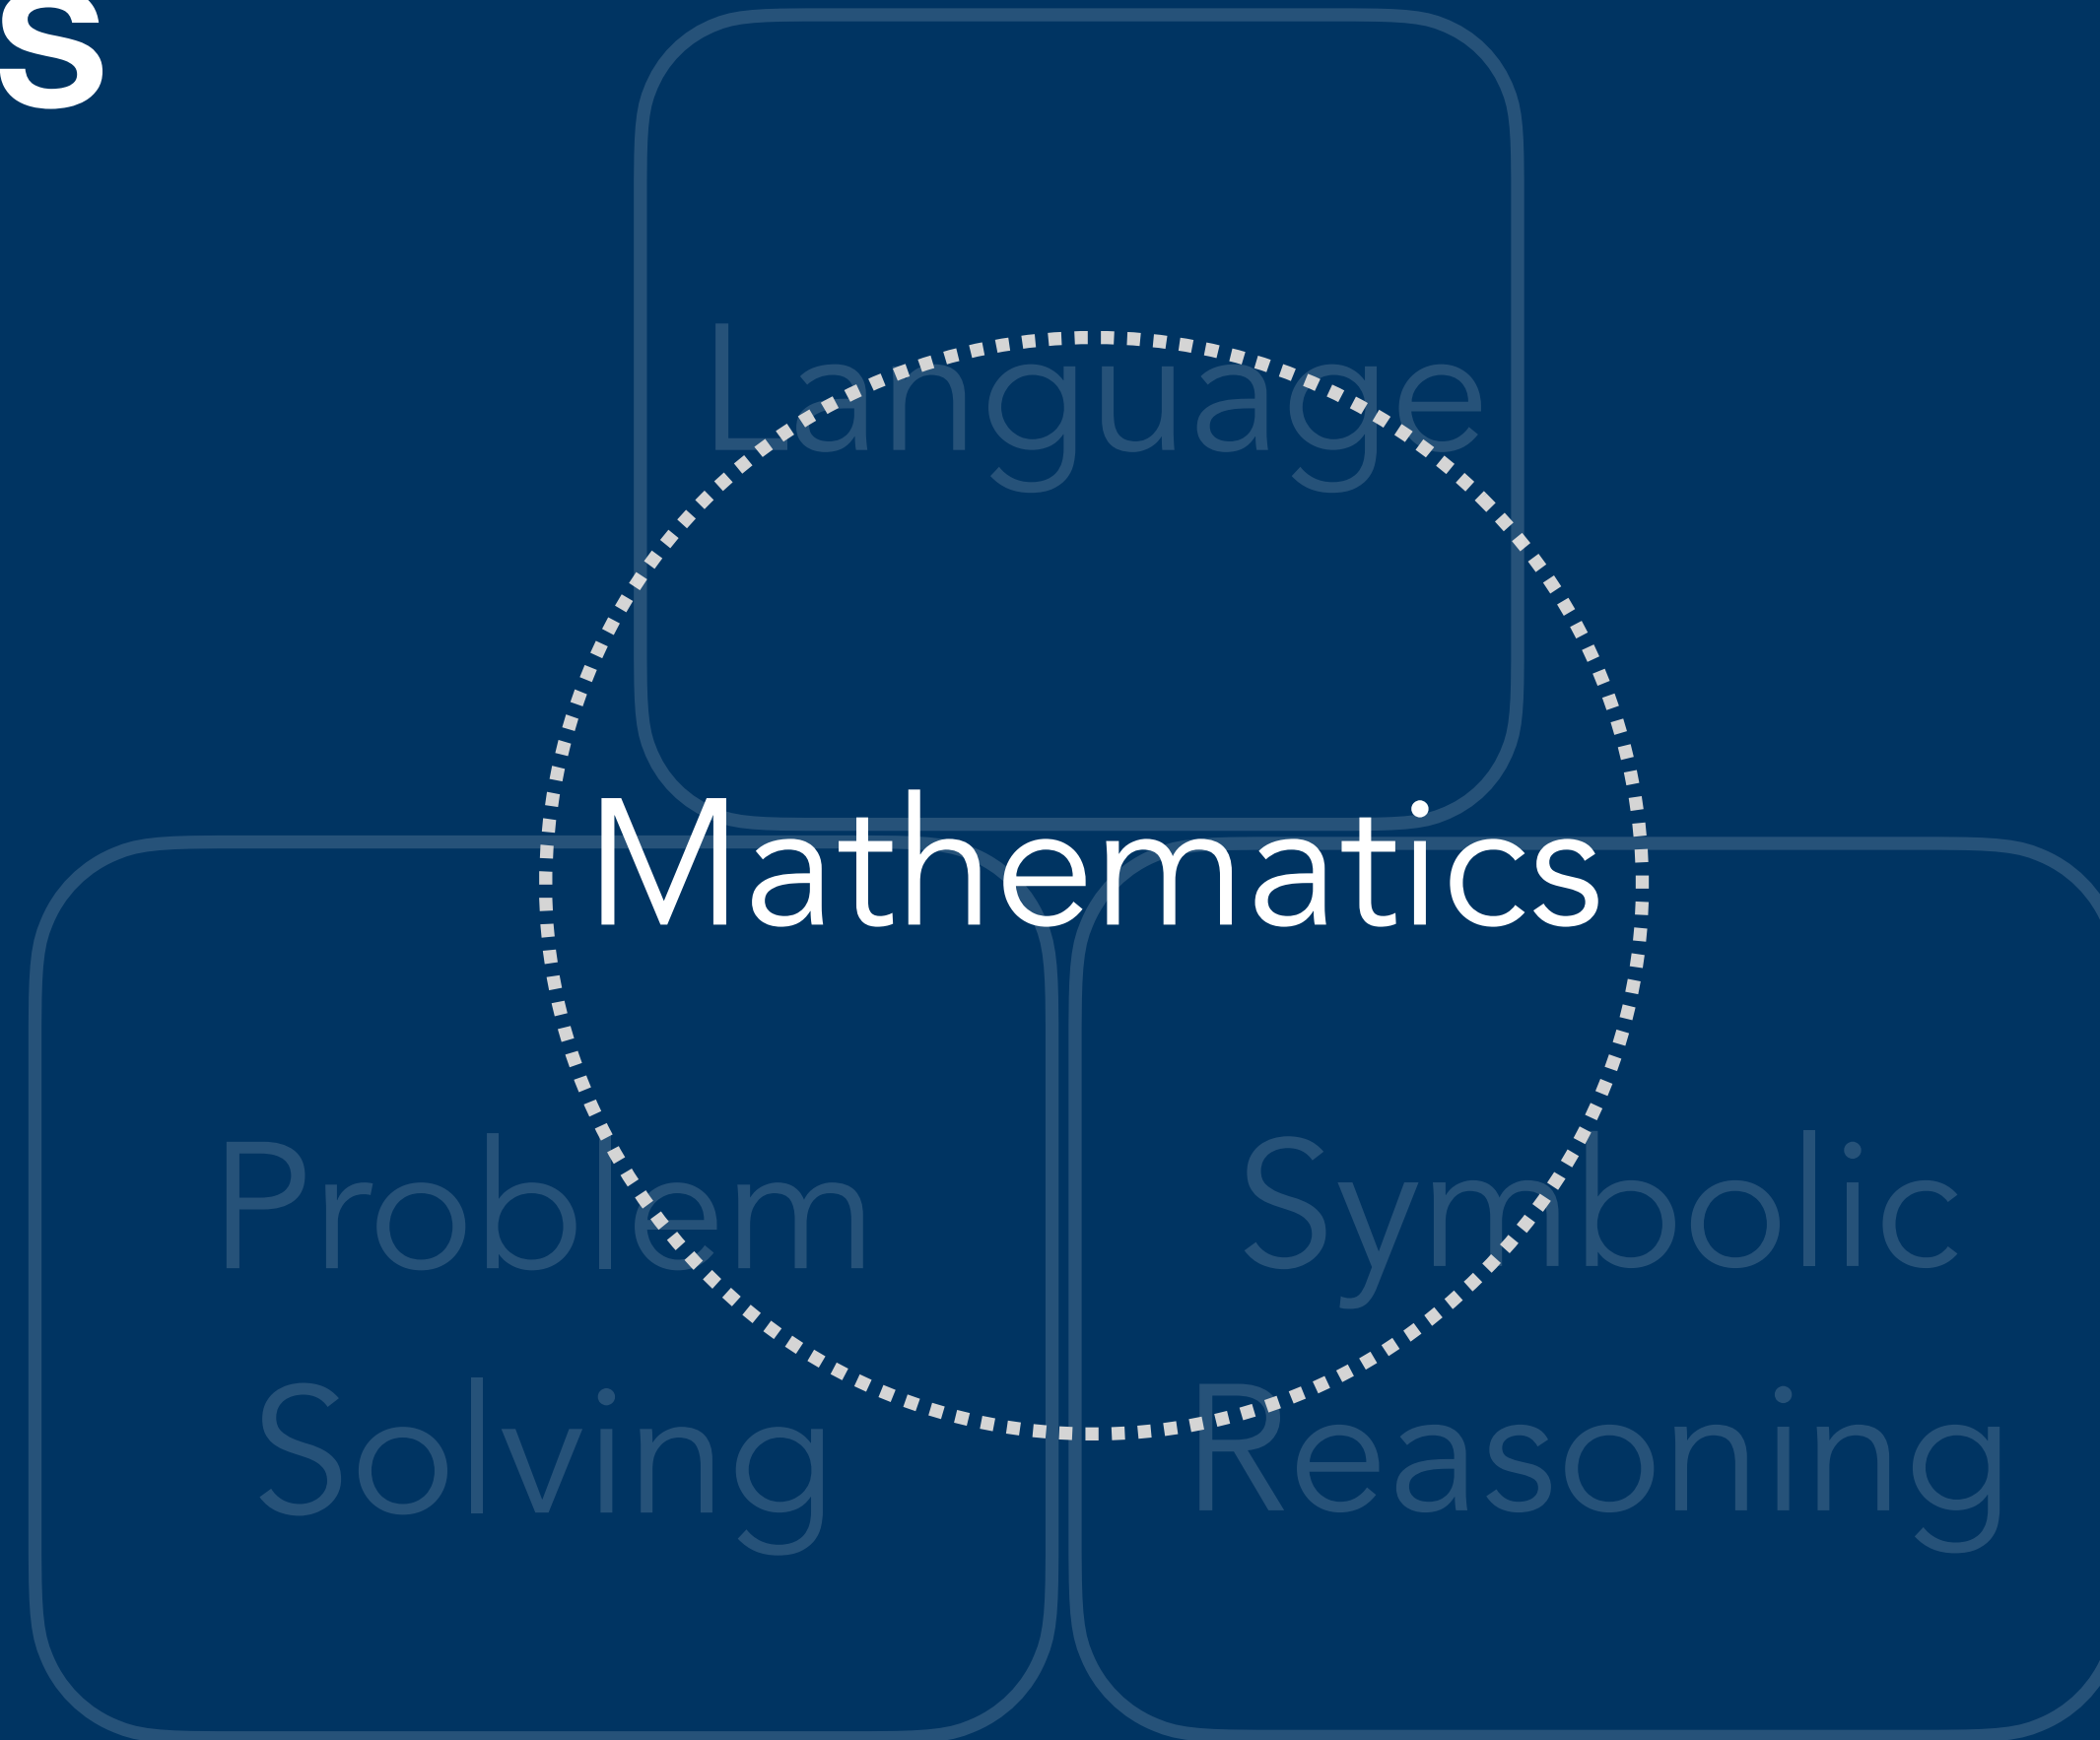 s
Language
Mathematics
Problem
Solving
Symbolic
Reasoning